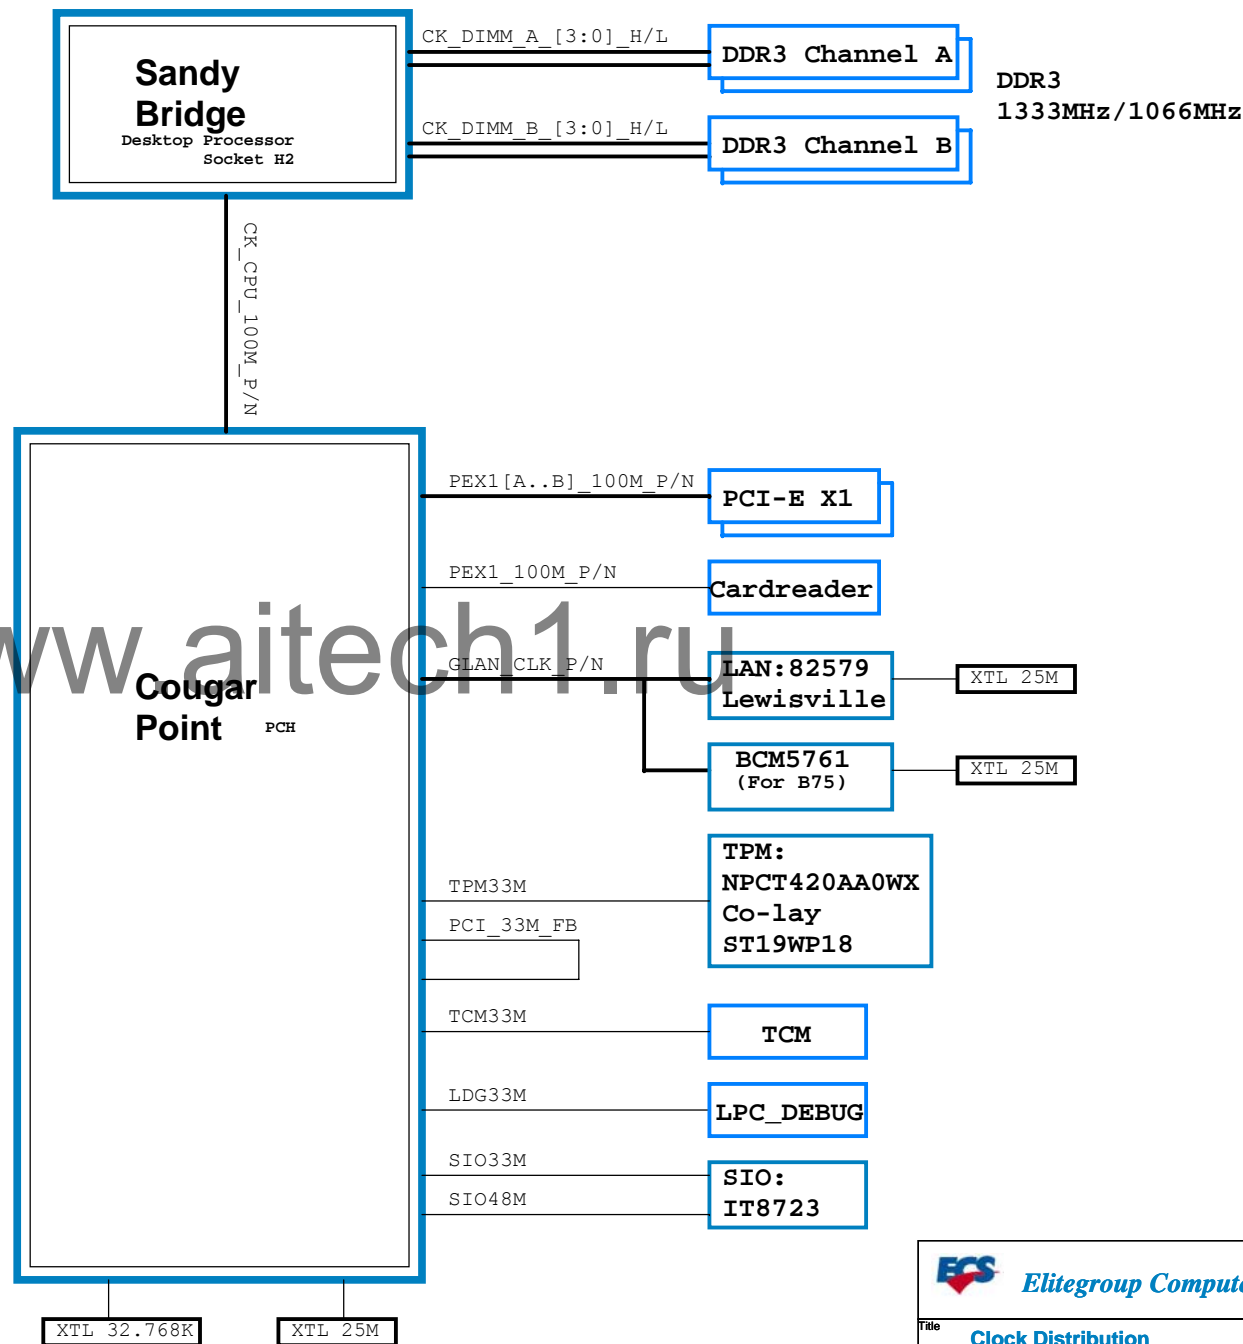 CK_DIMM_A_[3:0]_H/L
DDR3 Channel A
Sandy
Bridge
Desktop Processor
Socket H2
DDR3
1333MHz/1066MHz
CK_DIMM_B_[3:0]_H/L
DDR3 Channel B
CK_CPU_100M_P/N
PEX1[A..B]_100M_P/N
PCI-E X1
PEX1_100M_P/N
Cardreader
www.aitech1.ru
GLAN_CLK_P/N
LAN:82579
Lewisville
XTL 25M
Cougar
Point
PCH
BCM5761
(For B75)
XTL 25M
TPM:
NPCT420AA0WX
Co-lay
ST19WP18
TPM33M
PCI_33M_FB
TCM33M
TCM
LDG33M
LPC_DEBUG
SIO33M
SIO48M
SIO:
IT8723
XTL 32.768K
XTL 25M
ECS
Elitegroup Compute
Title
Clock Distribution